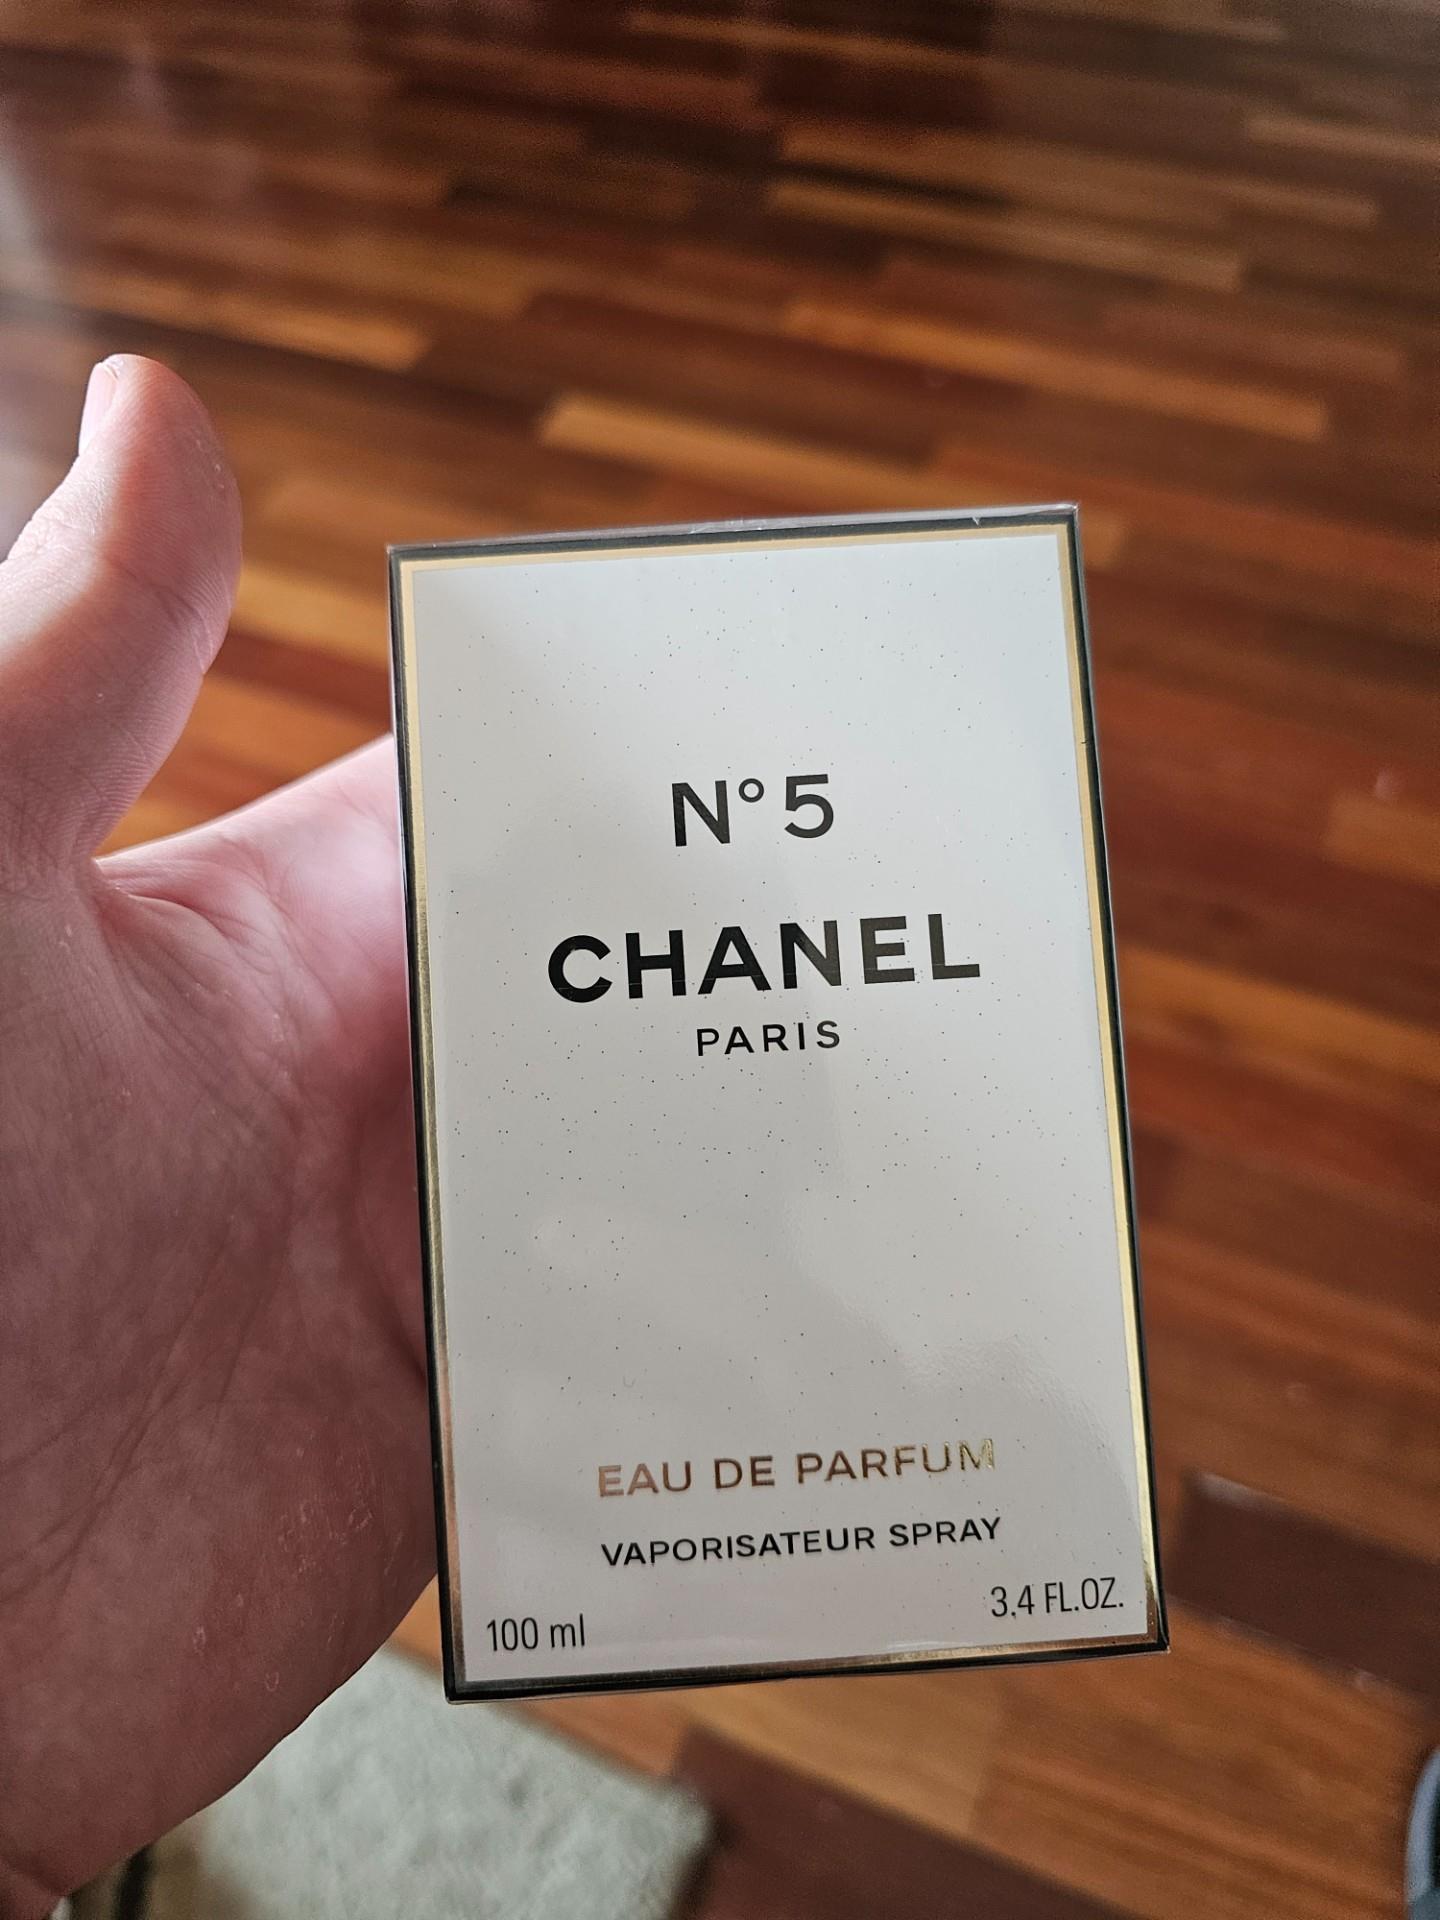 N° 5
CHANEL
PARIS
EAU DE PARFUM
VAPORISATEUR SPRAY
100 ml 3.4 FL.OZ.